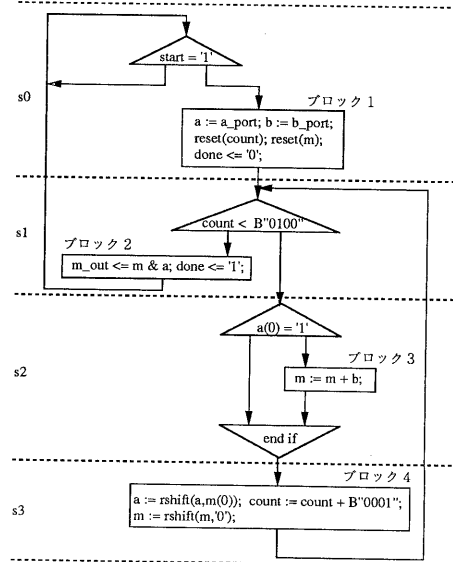 start = '1'
s0
ブロック 1
a := a_port; b := b_port;
reset(count); reset(m);
done <= '0';
s1
count < B"0100"
ブロック 2
m_out <= m & a; done <= '1';
s2
a(0) = '1'
ブロック 3
m := m + b;
end if
s3
ブロック 4
a := rshift(a,m(0)); count := count + B"0001";
m := rshift(m,'0');